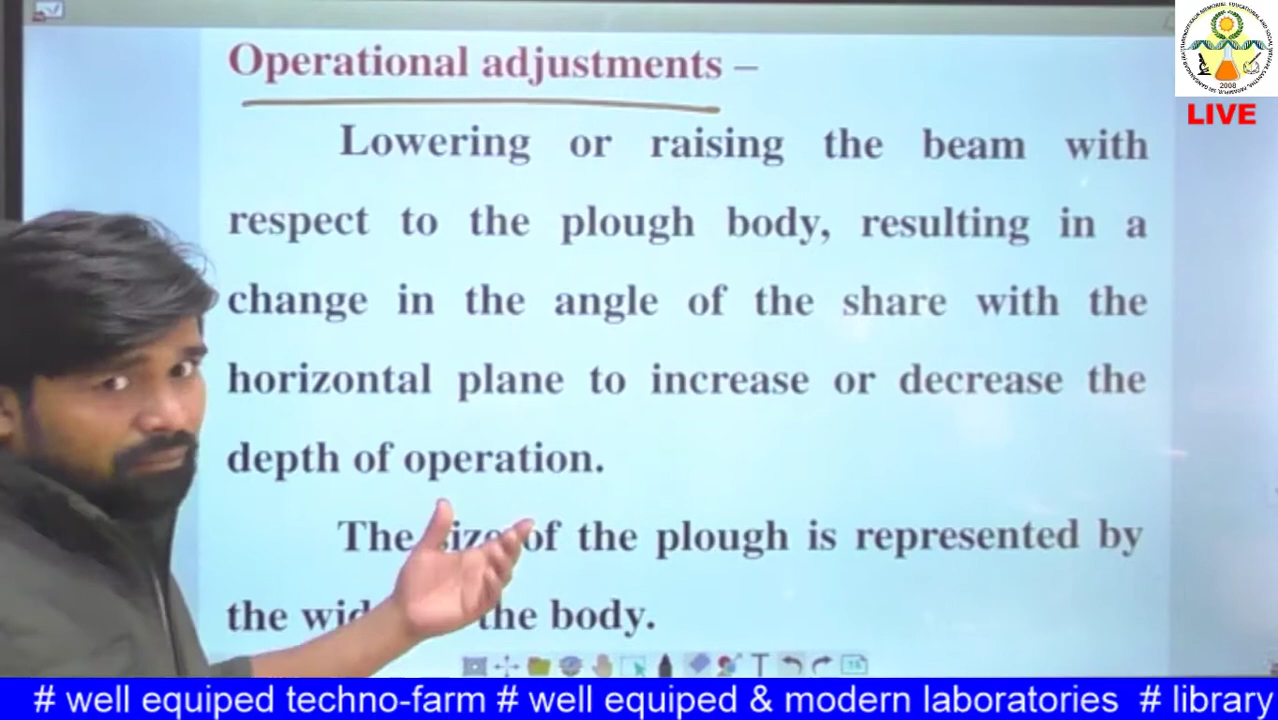 Operational adjustments –
Lowering or raising the beam with
respect to the plough body, resulting in a
change in the angle of the share with the
horizontal plane to increase or decrease the
depth of operation.
The of the plough is represented by
the the body.
2008
LIVE
# well equiped techno-farm # well equiped & modern laboratories # library